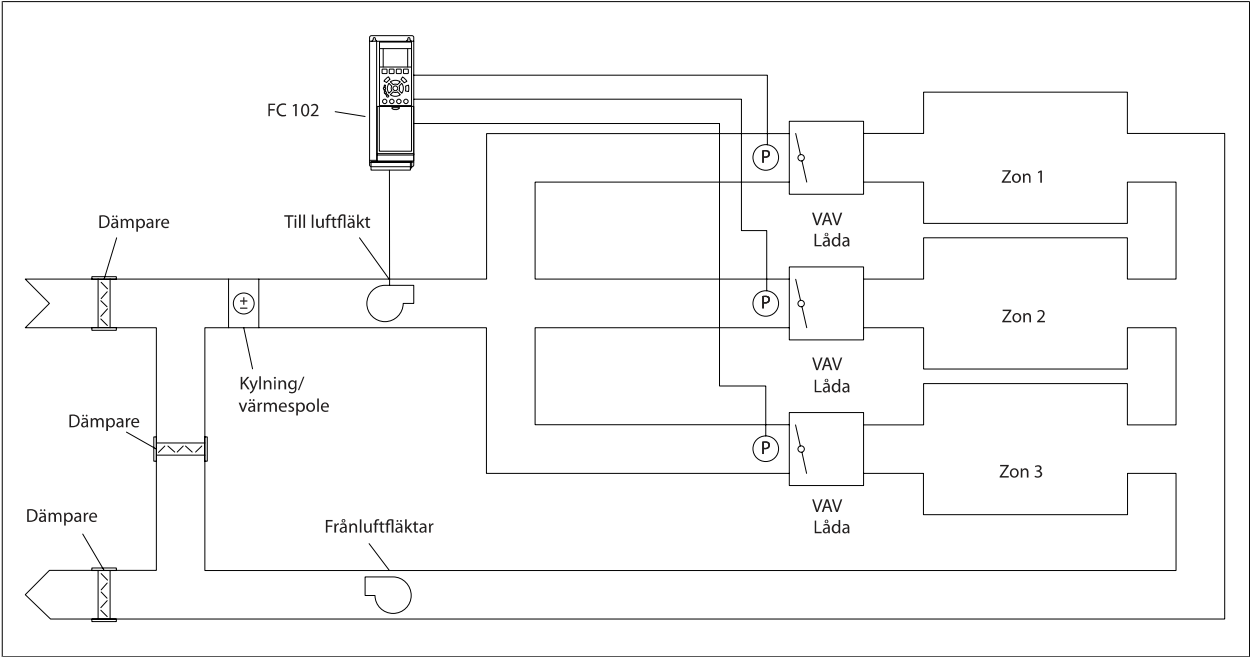 FC 102
P
Zon 1
VAV
Låda
Dämpare
Till luftfläkt
±
P
Zon 2
VAV
Låda
Kylning/
värmespole
Dämpare
P
Zon 3
VAV
Låda
Dämpare
Frånluftfläktar